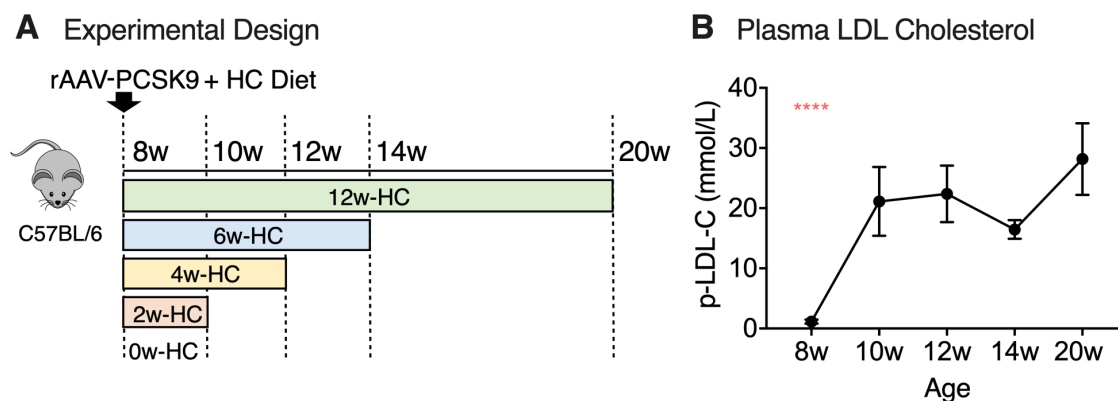 A Experimental Design
rAAV-PCSK9 + HC Diet
8w 10w 12w 14w 20w
12w-HC
C57BL/6
6w-HC
4w-HC
2w-HC
0w-HC
B Plasma LDL Cholesterol
p-LDL-C (mmol/L)
40
****
30
20
10
0
8w 10w 12w 14w 20w
Age